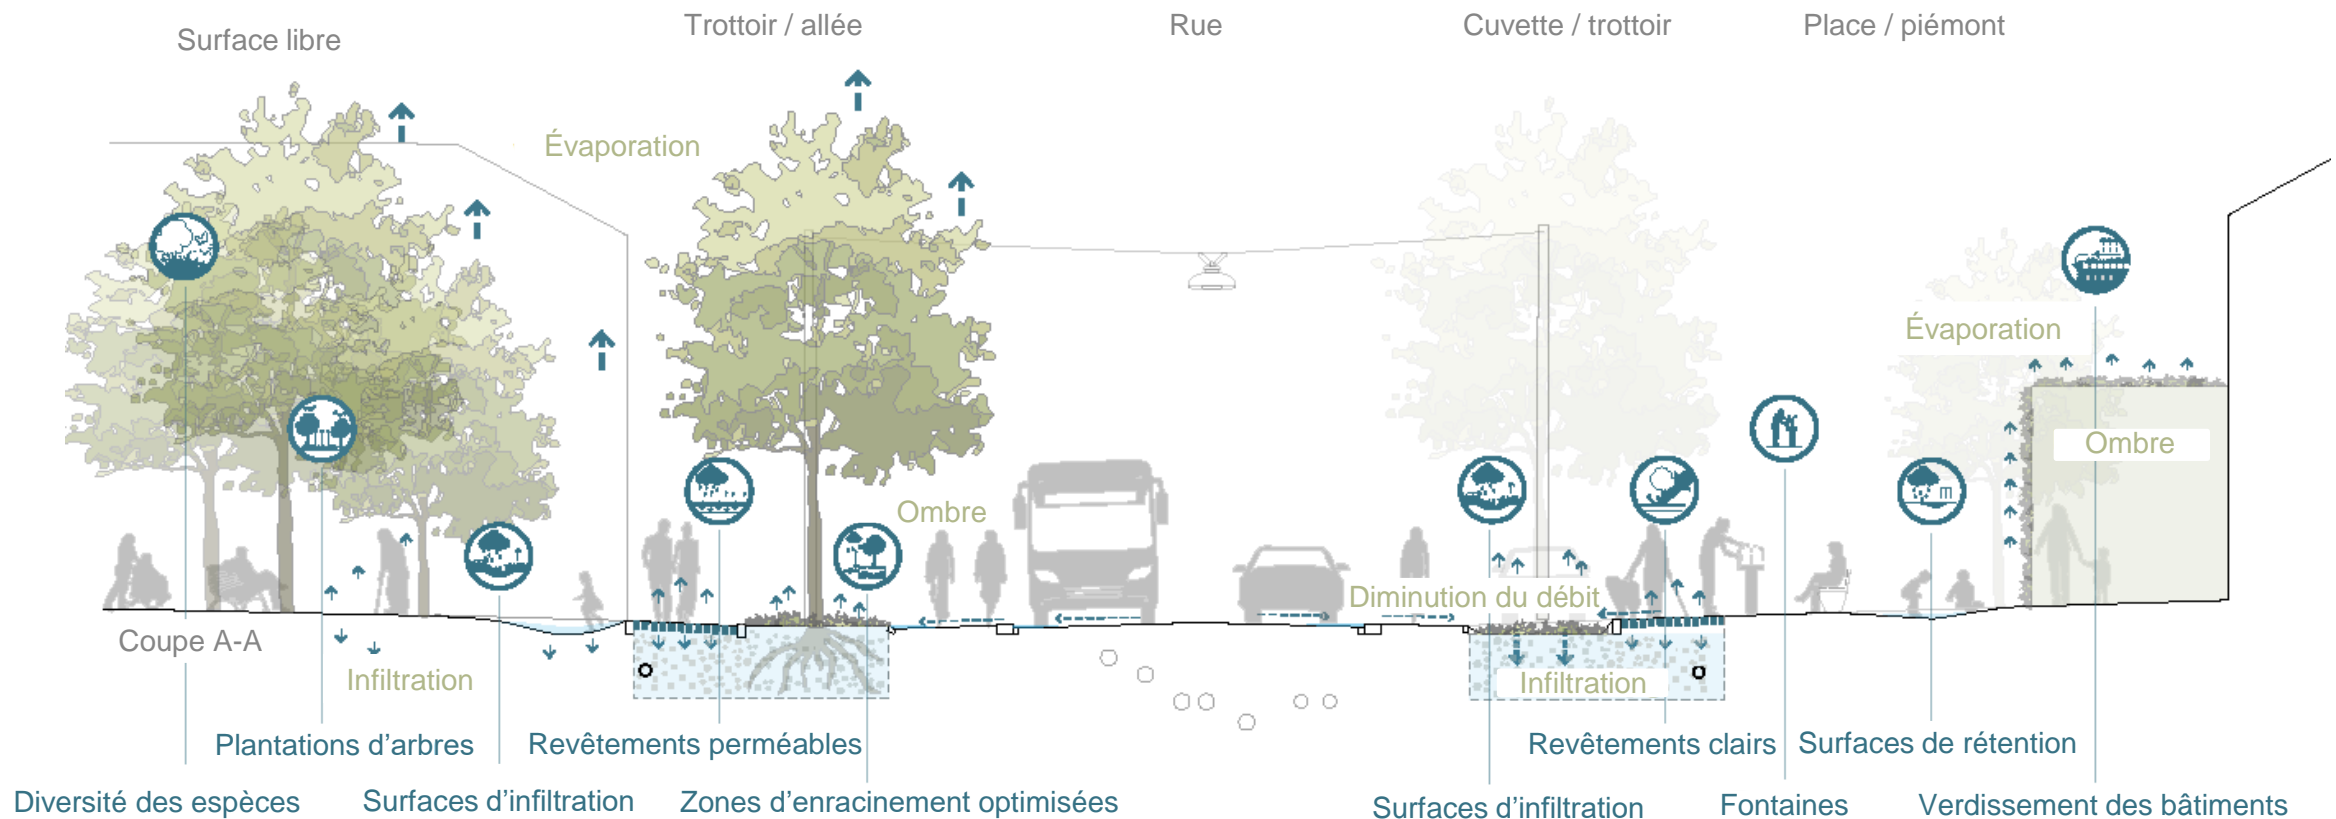 Surface libre
Trottoir / allée
Rue
Cuvette / trottoir
Place / piémont
Évaporation
Évaporation
Ombre
Ombre
Diminution du débit
Coupe A-A
Infiltration
Infiltration
Plantations d’arbres
Revêtements perméables
Revêtements clairs
Surfaces de rétention
Diversité des espèces
Surfaces d’infiltration
Zones d’enracinement optimisées
Surfaces d’infiltration
Fontaines
Verdissement des bâtiments